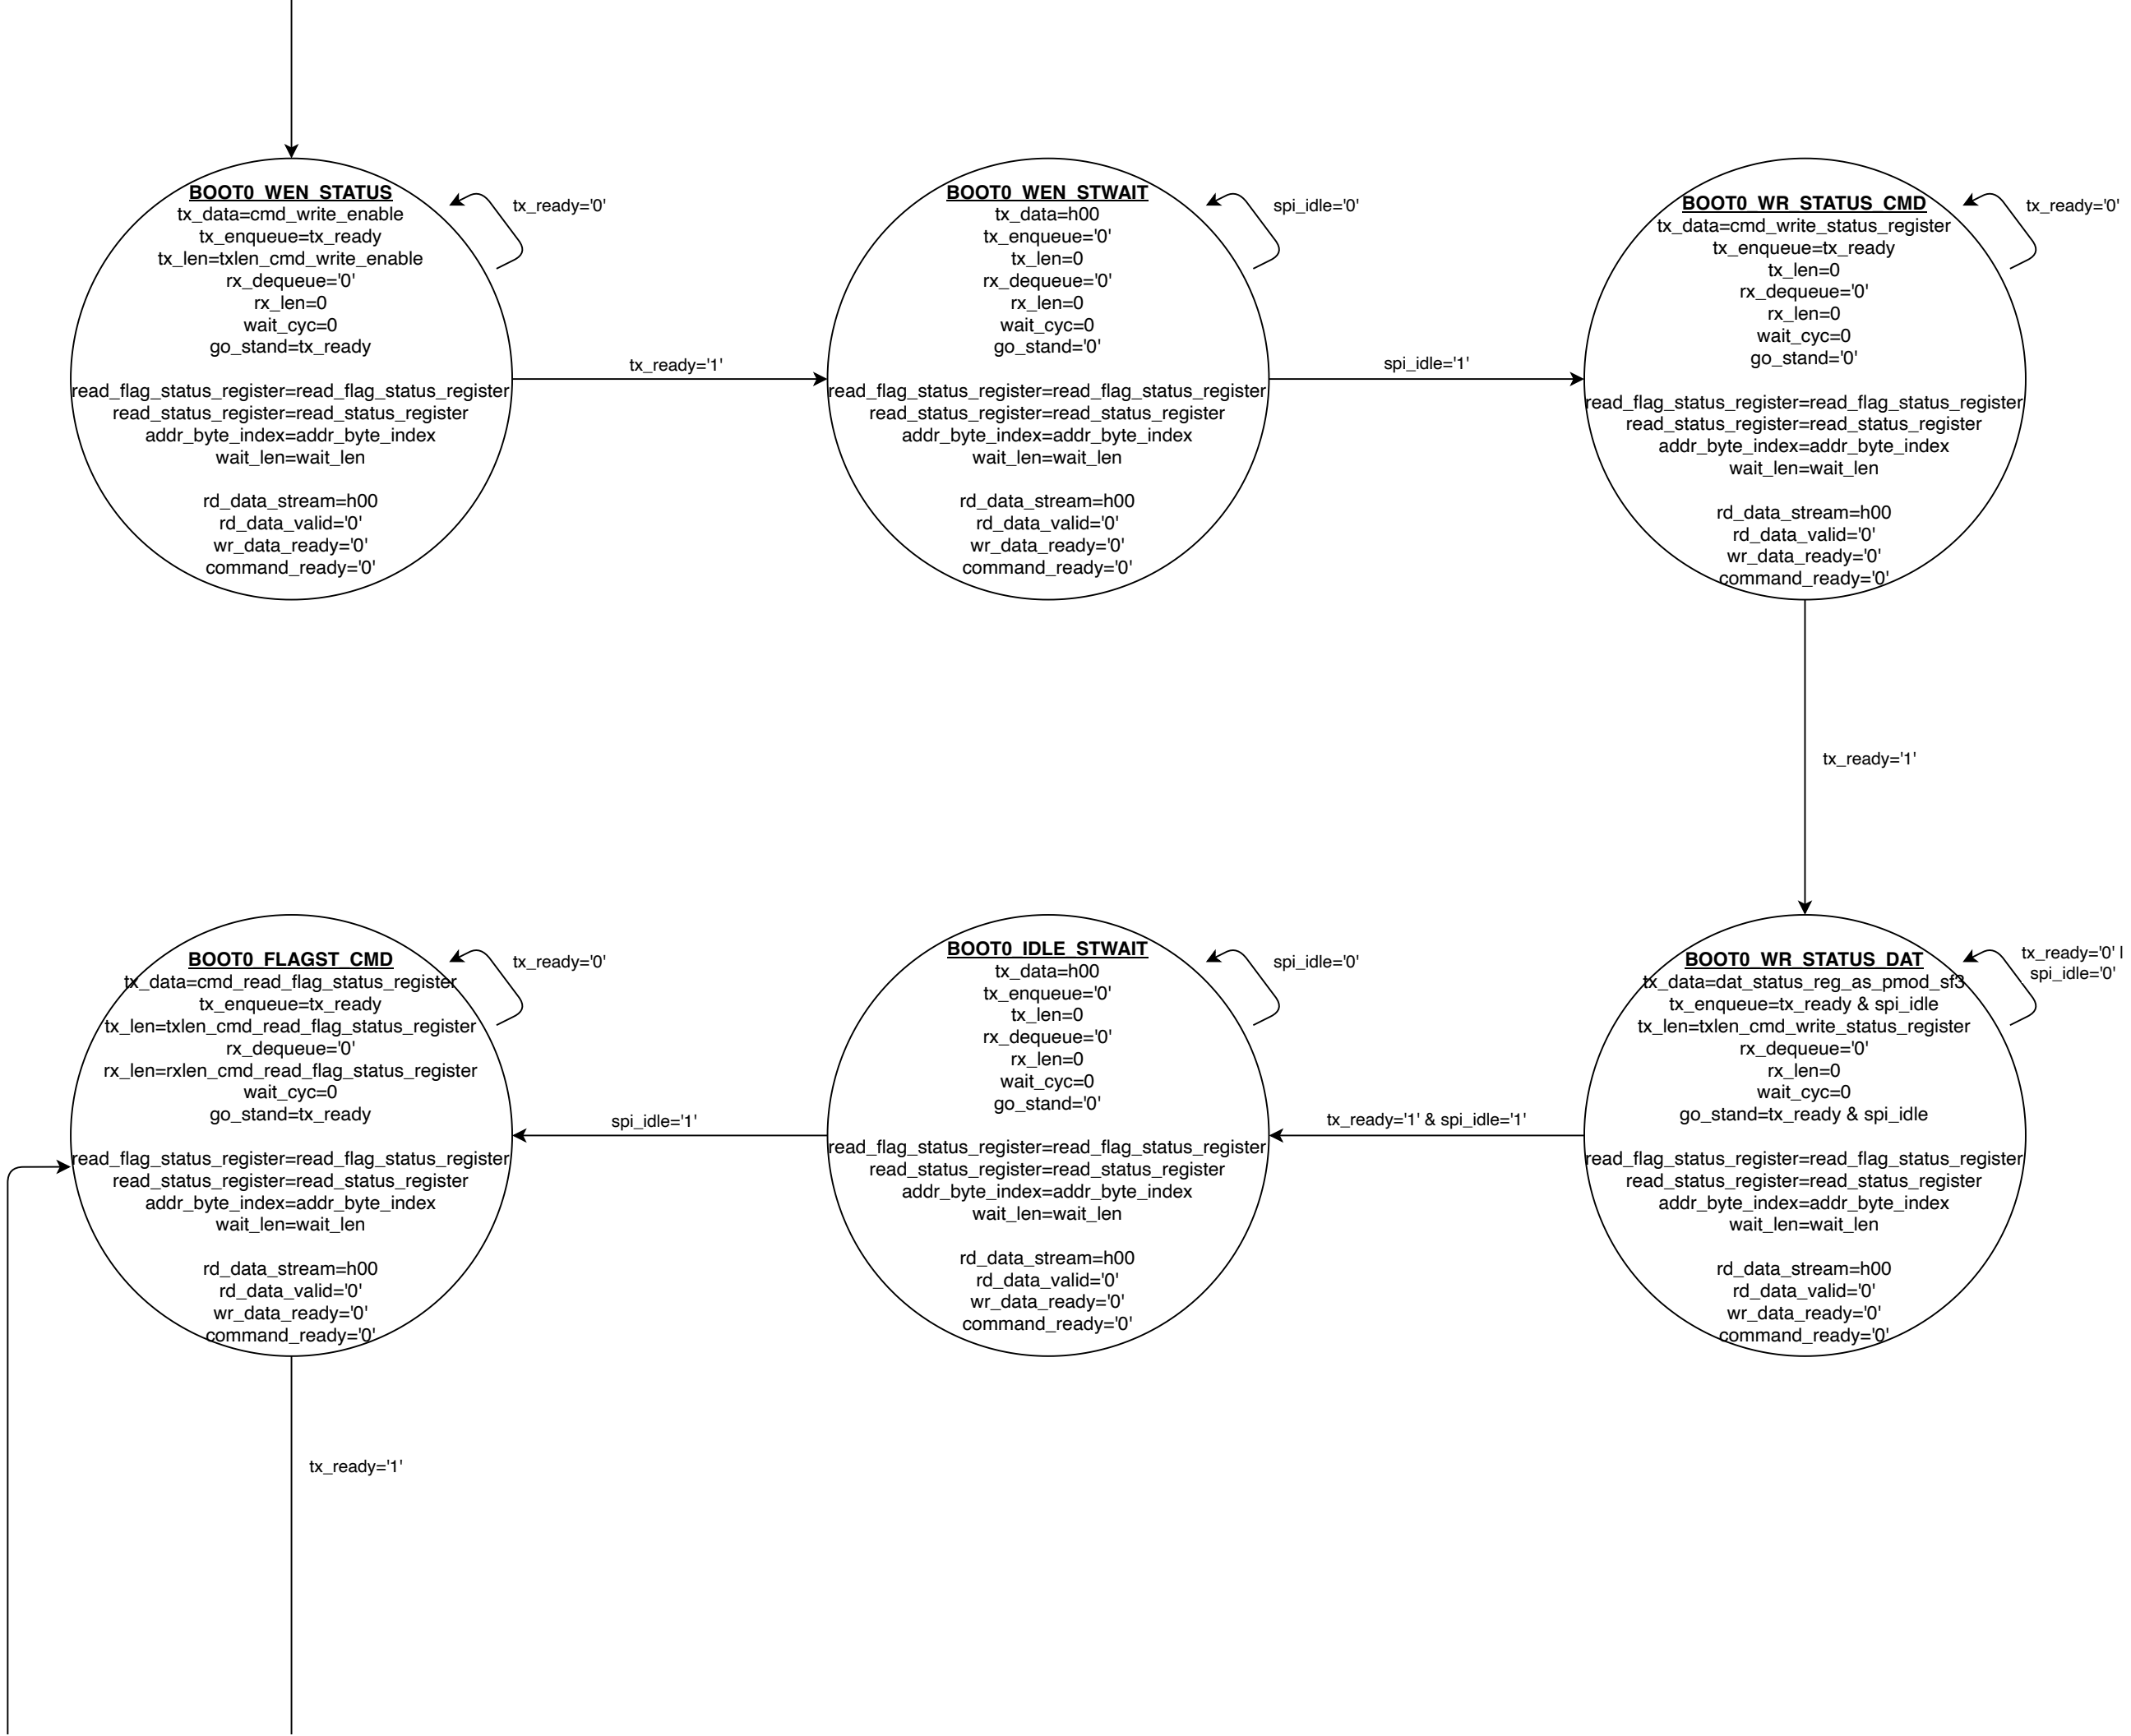 BOOT0_WEN_STATUS
tx_data=cmd_write_enable
tx_enqueue=tx_ready
tx_len=txlen_cmd_write_enable
rx_dequeue='0'
rx_len=0
wait_cyc=0
go_stand=tx_ready
read_flag_status_register=read_flag_status_register
read_status_register=read_status_register
addr_byte_index=addr_byte_index
wait_len=wait_len
rd_data_stream=h00
rd_data_valid='0'
wr_data_ready='0'
command_ready='0'
tx_ready='0'
tx_ready='1'
BOOT0_WEN_STWAIT
tx_data=h00
tx_enqueue='0'
tx_len=0
rx_dequeue='0'
rx_len=0
wait_cyc=0
go_stand='0'
read_flag_status_register=read_flag_status_register
read_status_register=read_status_register
addr_byte_index=addr_byte_index
wait_len=wait_len
rd_data_stream=h00
rd_data_valid='0'
wr_data_ready='0'
command_ready='0'
spi_idle='0'
spi_idle='1'
BOOT0_WR_STATUS_CMD
tx_data=cmd_write_status_register
tx_enqueue=tx_ready
tx_len=0
rx_dequeue='0'
rx_len=0
wait_cyc=0
go_stand='0'
read_flag_status_register=read_flag_status_register
read_status_register=read_status_register
addr_byte_index=addr_byte_index
wait_len=wait_len
rd_data_stream=h00
rd_data_valid='0'
wr_data_ready='0'
command_ready='0'
tx_ready='0'
tx_ready='1'
BOOT0_FLAGST_CMD
tx_data=cmd_read_flag_status_register
tx_enqueue=tx_ready
tx_len=txlen_cmd_read_flag_status_register
rx_dequeue='0'
rx_len=rxlen_cmd_read_flag_status_register
wait_cyc=0
go_stand=tx_ready
read_flag_status_register=read_flag_status_register
read_status_register=read_status_register
addr_byte_index=addr_byte_index
wait_len=wait_len
rd_data_stream=h00
rd_data_valid='0'
wr_data_ready='0'
command_ready='0'
tx_ready='0'
spi_idle='1'
BOOT0_IDLE_STWAIT
tx_data=h00
tx_enqueue='0'
tx_len=0
rx_dequeue='0'
rx_len=0
wait_cyc=0
go_stand='0'
read_flag_status_register=read_flag_status_register
read_status_register=read_status_register
addr_byte_index=addr_byte_index
wait_len=wait_len
rd_data_stream=h00
rd_data_valid='0'
wr_data_ready='0'
command_ready='0'
spi_idle='0'
tx_ready='1' & spi_idle='1'
BOOT0_WR_STATUS_DAT
tx_data=dat_status_reg_as_pmod_sf3
tx_enqueue=tx_ready & spi_idle
tx_len=txlen_cmd_write_status_register
rx_dequeue='0'
rx_len=0
wait_cyc=0
go_stand=tx_ready & spi_idle
read_flag_status_register=read_flag_status_register
read_status_register=read_status_register
addr_byte_index=addr_byte_index
wait_len=wait_len
rd_data_stream=h00
rd_data_valid='0'
wr_data_ready='0'
command_ready='0'
tx_ready='0' |
spi_idle='0'
tx_ready='1'